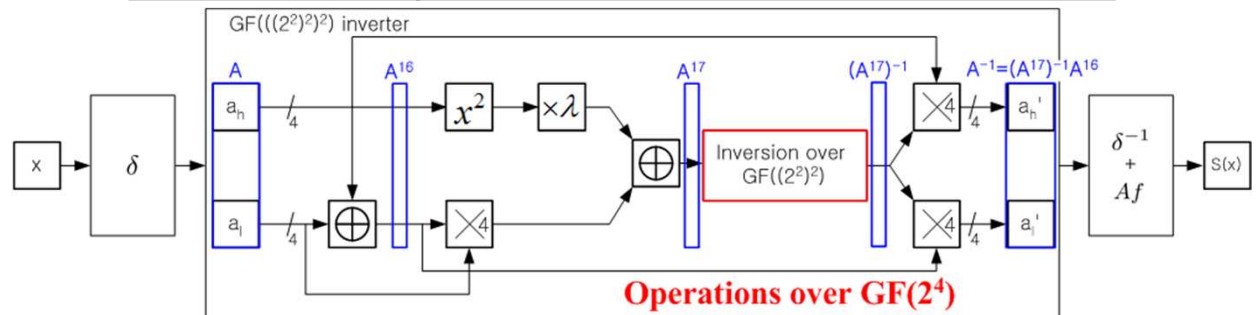 GF(((2²)²)²) inverter
A
A¹⁶
A¹⁷
(A¹⁷)⁻¹
A⁻¹=(A¹⁷)⁻¹A¹⁶
x
δ
aₕ
4
x²
×λ
4
4
aₕ'
⊕
Inversion over
GF((2²)²)
δ⁻¹
+
Af
S(x)
aₗ
4
⊕
4
4
4
aₗ'
Operations over GF(2⁴)